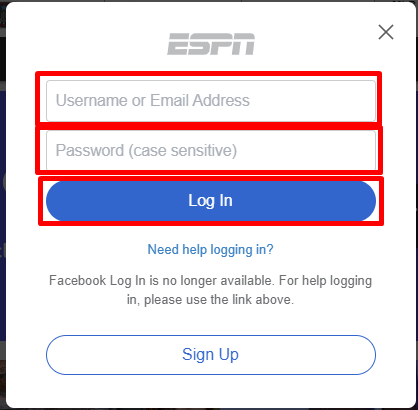 ESPN
Username or Email Address
Password (case sensitive)
Log In
Need help logging in?
Facebook Log In is no longer available. For help logging
in, please use the link above.
Sign Up